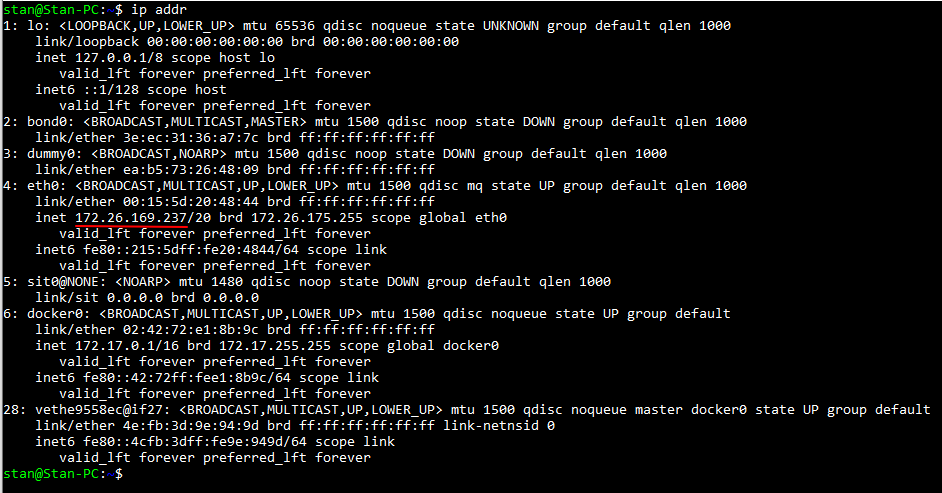 stan@Stan-PC:~$ ip addr
1: lo: <LOOPBACK,UP,LOWER_UP> mtu 65536 qdisc noqueue state UNKNOWN group default qlen 1000
    link/loopback 00:00:00:00:00:00 brd 00:00:00:00:00:00
    inet 127.0.0.1/8 scope host lo
       valid_lft forever preferred_lft forever
    inet6 ::1/128 scope host
       valid_lft forever preferred_lft forever
2: bond0: <BROADCAST,MULTICAST,MASTER> mtu 1500 qdisc noop state DOWN group default qlen 1000
    link/ether 3e:ec:31:36:a7:7c brd ff:ff:ff:ff:ff:ff
3: dummy0: <BROADCAST,NOARP> mtu 1500 qdisc noop state DOWN group default qlen 1000
    link/ether ea:b5:73:26:48:09 brd ff:ff:ff:ff:ff:ff
4: eth0: <BROADCAST,MULTICAST,UP,LOWER_UP> mtu 1500 qdisc mq state UP group default qlen 1000
    link/ether 00:15:5d:20:48:44 brd ff:ff:ff:ff:ff:ff
    inet 172.26.169.237/20 brd 172.26.175.255 scope global eth0
       valid_lft forever preferred_lft forever
    inet6 fe80::215:5dff:fe20:4844/64 scope link
       valid_lft forever preferred_lft forever
5: sit0@NONE: <NOARP> mtu 1480 qdisc noop state DOWN group default qlen 1000
    link/sit 0.0.0.0 brd 0.0.0.0
6: docker0: <BROADCAST,MULTICAST,UP,LOWER_UP> mtu 1500 qdisc noqueue state UP group default
    link/ether 02:42:72:e1:8b:9c brd ff:ff:ff:ff:ff:ff
    inet 172.17.0.1/16 brd 172.17.255.255 scope global docker0
       valid_lft forever preferred_lft forever
    inet6 fe80::42:72ff:fee1:8b9c/64 scope link
       valid_lft forever preferred_lft forever
28: vethe9558ec@if27: <BROADCAST,MULTICAST,UP,LOWER_UP> mtu 1500 qdisc noqueue master docker0 state UP group default
    link/ether 4e:fb:3d:9e:94:9d brd ff:ff:ff:ff:ff:ff link-netnsid 0
    inet6 fe80::4cfb:3dff:fe9e:949d/64 scope link
       valid_lft forever preferred_lft forever
stan@Stan-PC:~$